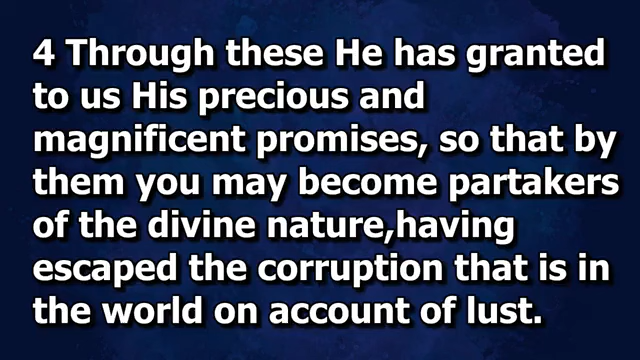 4 Through these He has granted
to us His precious and
magnificent promises, so that by
them you may become partakers
of the divine nature,having
escaped the corruption that is in
the world on account of lust.